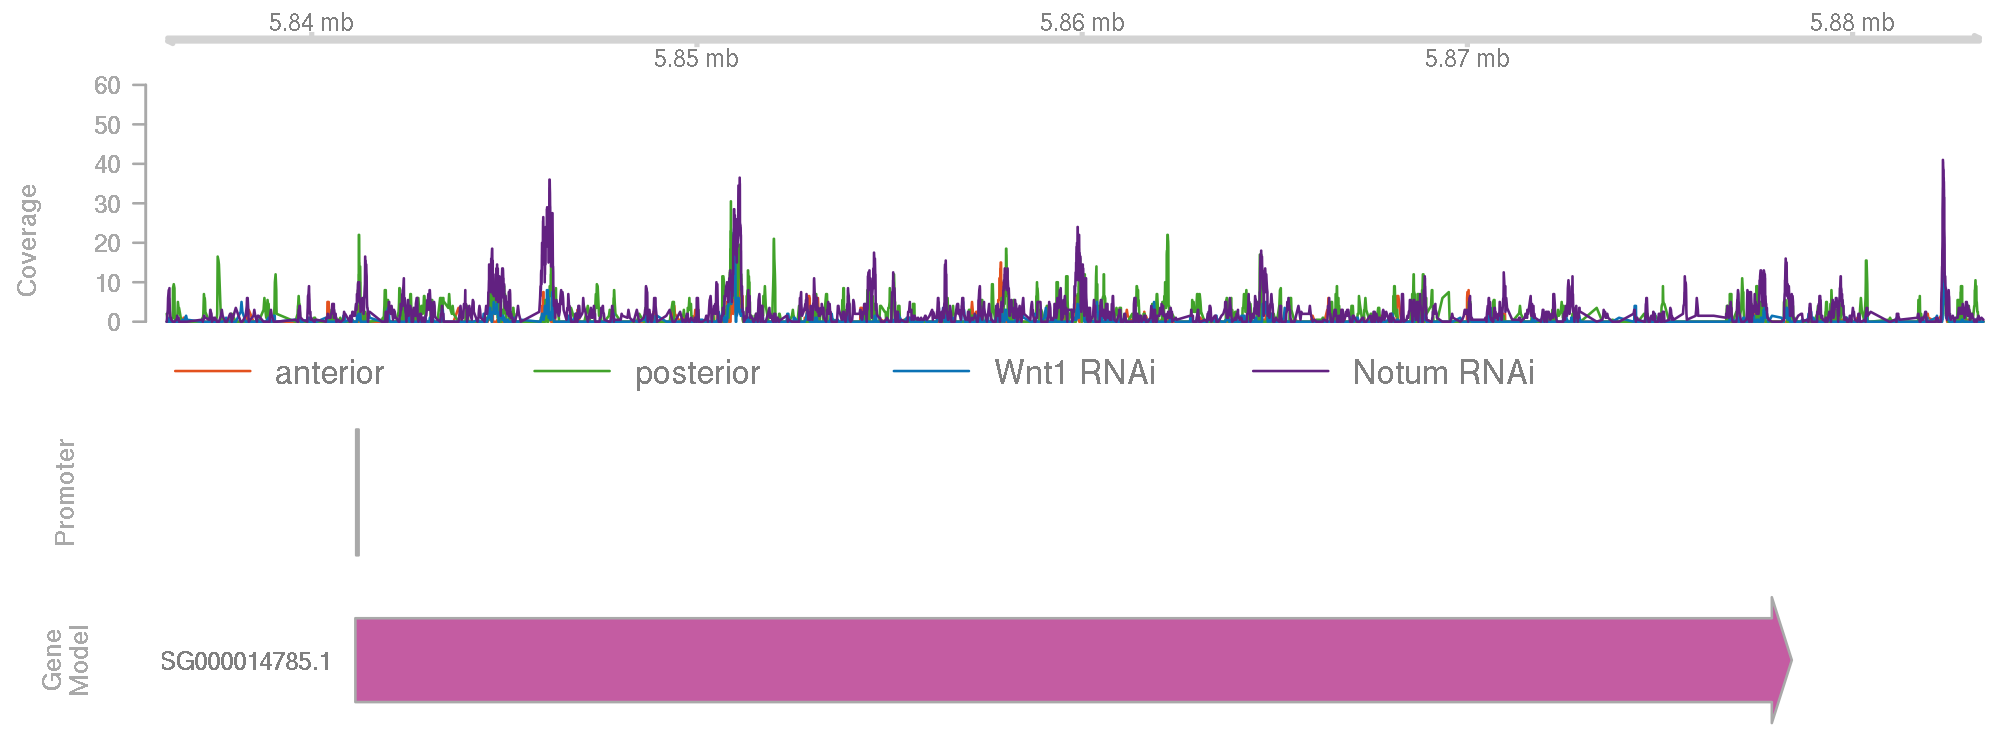 5.84 mb 5.86 mb 5.88 mb
5.85 mb 5.87 mb
Coverage
60
50
40
30
20
10
0
anterior posterior Wnt1 RNAi Notum RNAi
Promoter
Gene
Model
SG000014785.1